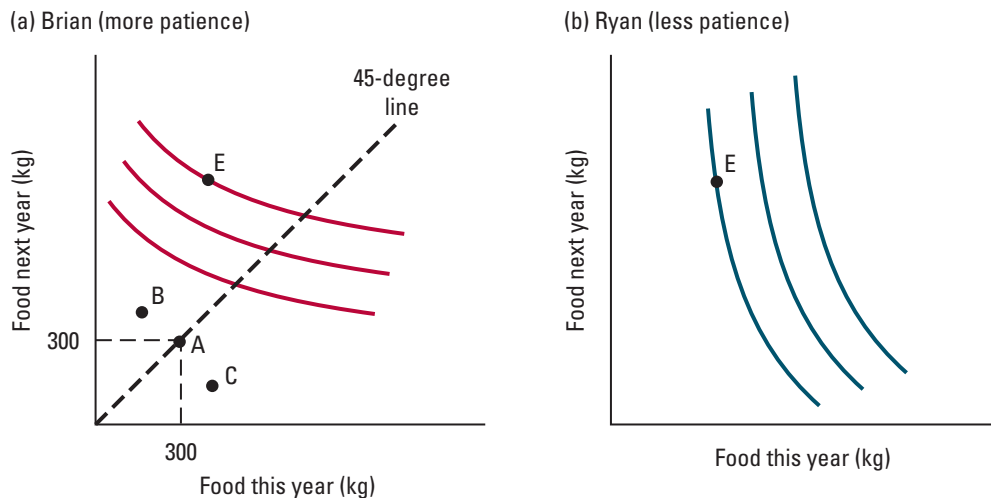 (a) Brian (more patience)
45-degree
line
Food next year (kg)
E
B
A
C
300
300
Food this year (kg)
(b) Ryan (less patience)
Food next year (kg)
E
Food this year (kg)